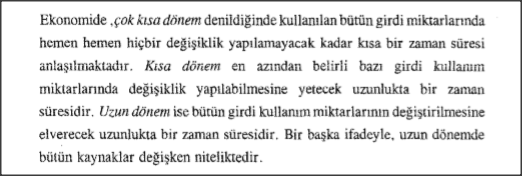 Ekonomide ,çok kısa dönem denildiğinde kullanılan bütün girdi miktarlarında
hemen hemen hiçbir değişiklik yapılamayacak kadar kısa bir zaman süresi
anlaşılmaktadır. Kısa dönem en azından belirli bazı girdi kullanım
miktarlarında değişiklik yapılabilmesine yetecek uzunlukta bir zaman
süresidir. Uzun dönem ise bütün girdi kullanım miktarlarının değiştirilmesine
elverecek uzunlukta bir zaman süresidir. Bir başka ifadeyle, uzun dönemde
bütün kaynaklar değişken niteliktedir.